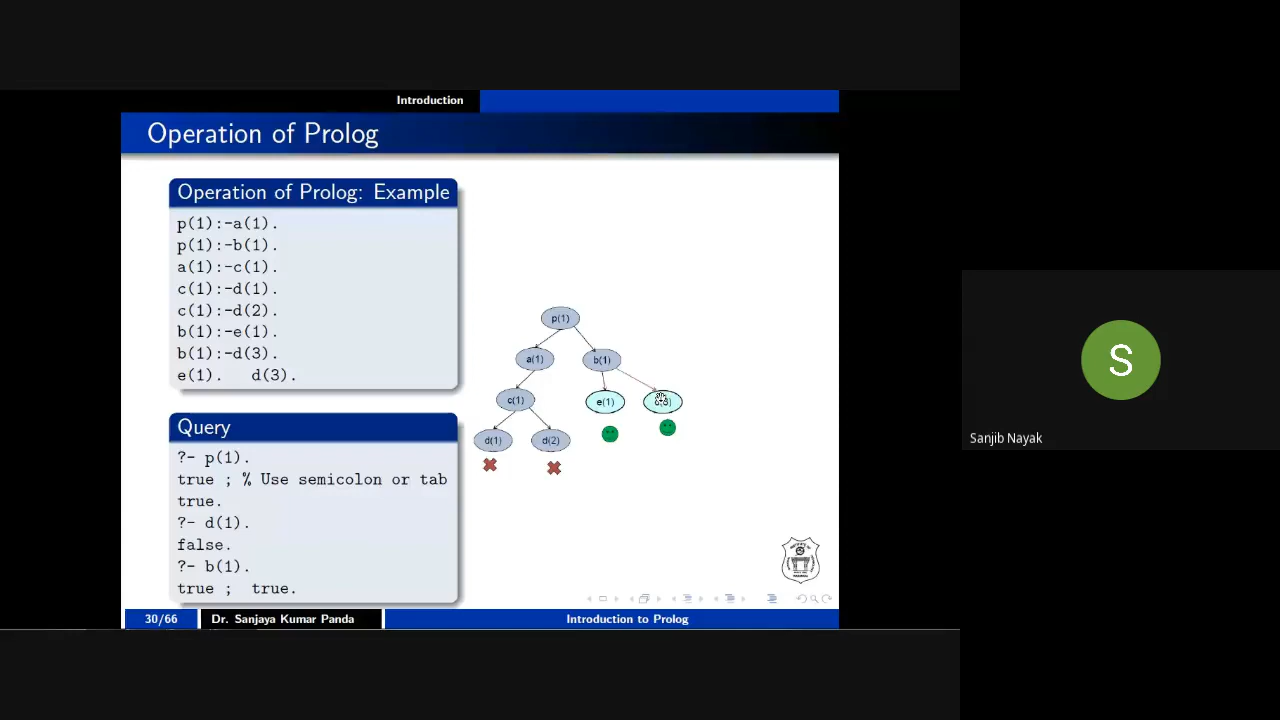 Introduction
Operation of Prolog
Operation of Prolog: Example
p(1):-a(1).
p(1):-b(1).
a(1):-c(1).
c(1):-d(1).
c(1):-d(2).
b(1):-e(1).
b(1):-d(3).
e(1). d(3).
Query
?- p(1).
true ; % Use semicolon or tab
true.
?- d(1).
false.
?- b(1).
true ; true.
p(1)
a(1) b(1)
c(1) e(1)
d(1) d(2)
30/66 Dr. Sanjaya Kumar Panda Introduction to Prolog
S
Sanjib Nayak